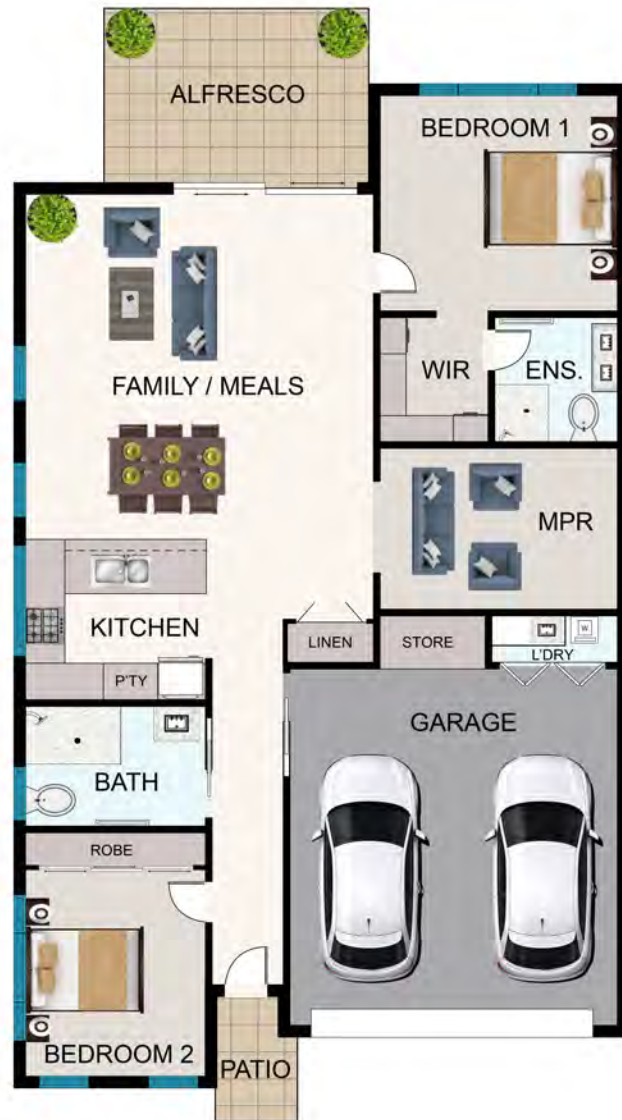 ALFRESCO
BEDROOM 1
FAMILY / MEALS
WIR
ENS.
MPR
KITCHEN
P'TY
LINEN
STORE
W
L'DRY
GARAGE
BATH
ROBE
BEDROOM 2
PATIO